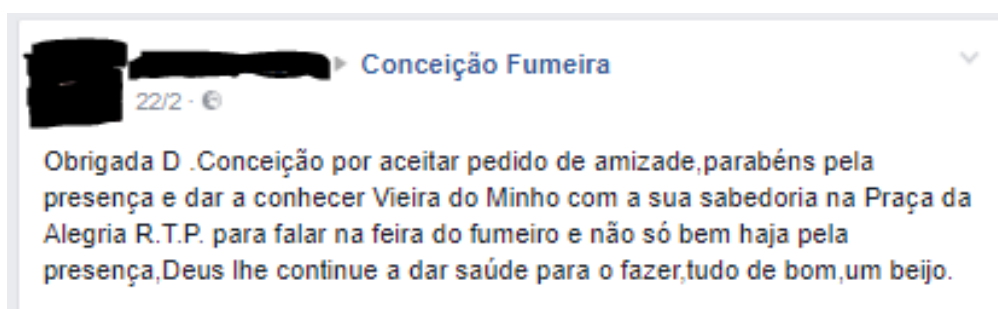 Conceição Fumeira
22/2 ·
Obrigada D .Conceição por aceitar pedido de amizade,parabéns pela
presença e dar a conhecer Vieira do Minho com a sua sabedoria na Praça da
Alegria R.T.P. para falar na feira do fumeiro e não só bem haja pela
presença,Deus lhe continue a dar saúde para o fazer,tudo de bom,um beijo.